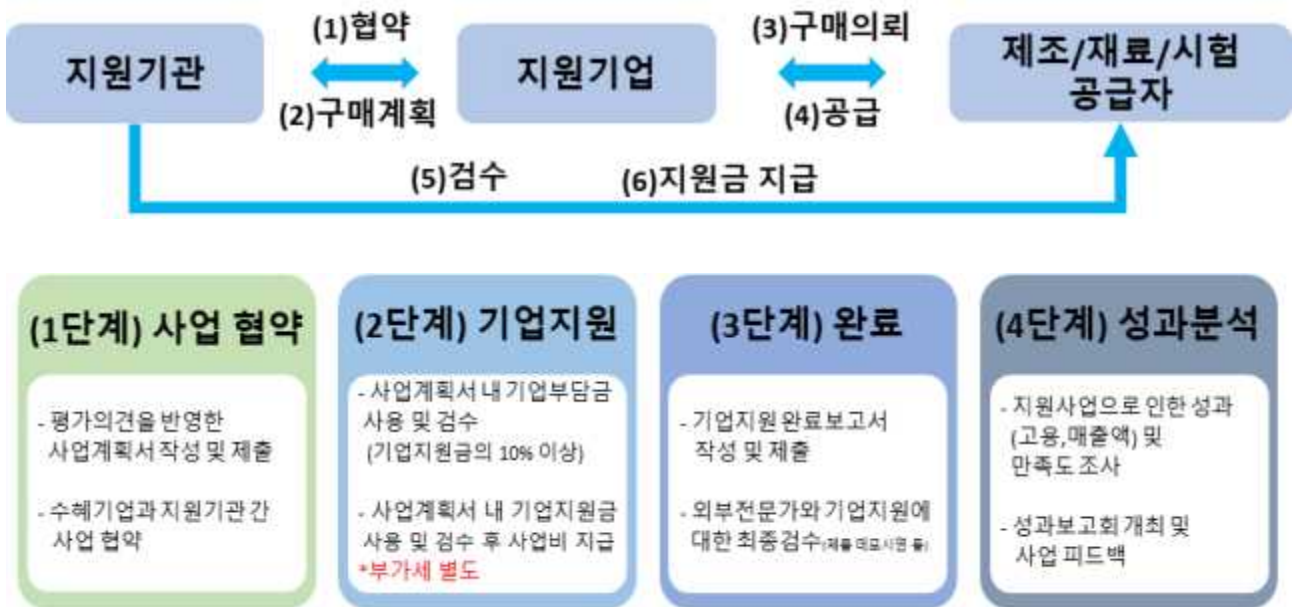 지원기관
(1)협약
(2)구매계획
지원기업
(3)구매의뢰
(4)공급
제조/재료/시험
공급자
(5)검수
(6)지원금 지급
(1단계) 사업 협약
- 평가의견을 반영한
사업계획서 작성 및 제출
- 수혜기업과 지원기관 간
사업 협약
(2단계) 기업지원
- 사업계획서 내 기업부담금
사용 및 검수
(기업지원금의 10% 이상)
- 사업계획서 내 기업지원금
사용 및 검수 후 사업비 지급
*부가세 별도
(3단계) 완료
- 기업지원 완료보고서
작성 및 제출
- 외부전문가와 기업지원에
대한 최종검수(제품 데모시연 등)
(4단계) 성과분석
- 지원사업으로 인한 성과
(고용,매출액) 및
만족도 조사
- 성과보고회 개최 및
사업 피드백